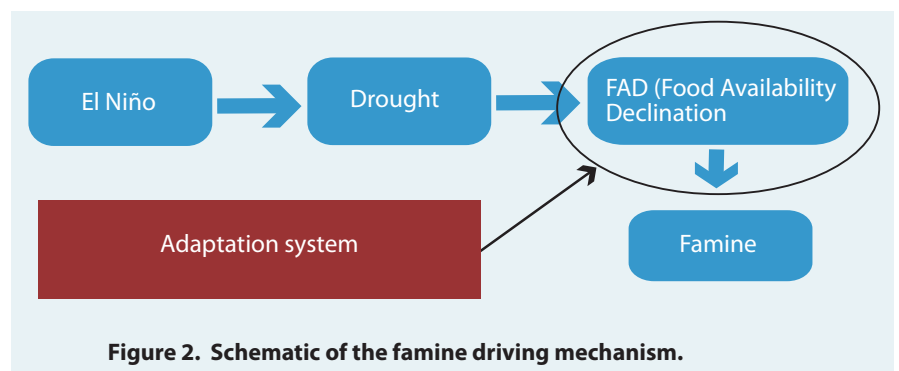 El Niño
Drought
FAD (Food Availability
Declination
Adaptation system
Famine
Figure 2. Schematic of the famine driving mechanism.